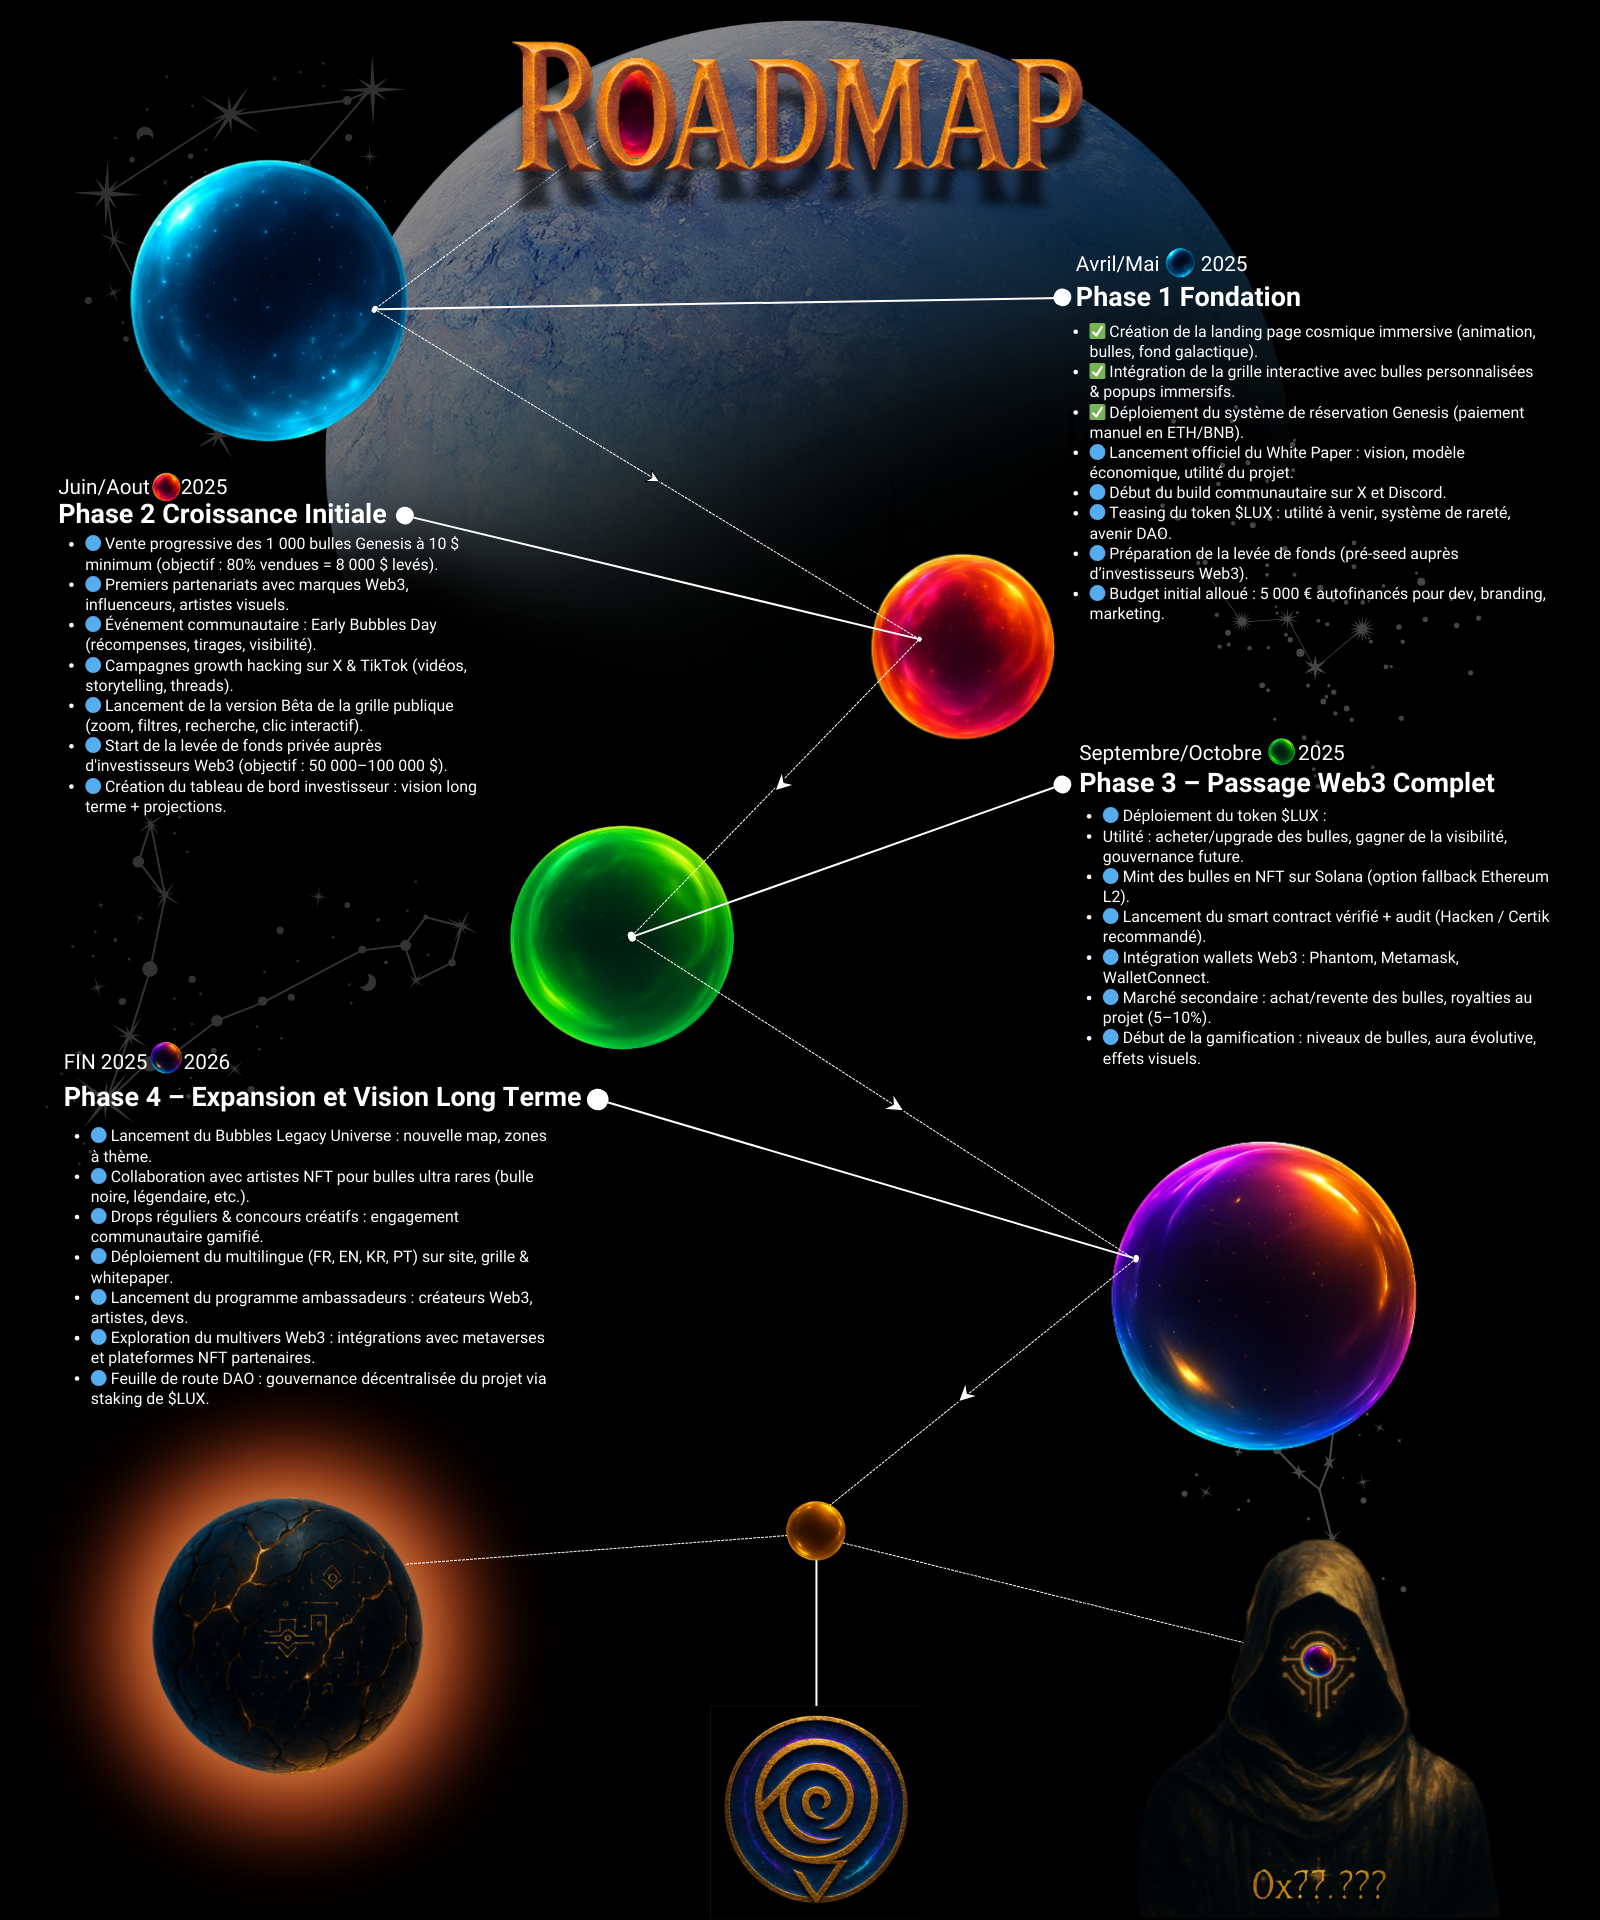 ROADMAP
Avril/Mai 2025
Phase 1 Fondation
• ✅ Création de la landing page cosmique immersive (animation,
bulles, fond galactique).
• ✅ Intégration de la grille interactive avec bulles personnalisées
& popups immersifs.
• ✅ Déploiement du système de réservation Genesis (paiement
manuel en ETH/BNB).
• 🔵 Lancement officiel du White Paper : vision, modèle
économique, utilité du projet.
• 🔵 Début du build communautaire sur X et Discord.
• 🔵 Teasing du token $LUX : utilité à venir, système de rareté,
avenir DAO.
• 🔵 Préparation de la levée de fonds (pré-seed auprès
d'investisseurs Web3).
• 🔵 Budget initial alloué : 5 000 € autofinancés pour dev, branding,
marketing.
Juin/Aout 2025
Phase 2 Croissance Initiale
• 🔵 Vente progressive des 1 000 bulles Genesis à 10 $
minimum (objectif : 80% vendues = 8 000 $ levés).
• 🔵 Premiers partenariats avec marques Web3,
influenceurs, artistes visuels.
• 🔵 Événement communautaire : Early Bubbles Day
(récompenses, tirages, visibilité).
• 🔵 Campagnes growth hacking sur X & TikTok (vidéos,
storytelling, threads).
• 🔵 Lancement de la version Bêta de la grille publique
(zoom, filtres, recherche, clic interactif).
• 🔵 Start de la levée de fonds privée auprès
d'investisseurs Web3 (objectif : 50 000–100 000 $).
• 🔵 Création du tableau de bord investisseur : vision long
terme + projections.
Septembre/Octobre 2025
Phase 3 – Passage Web3 Complet
• 🔵 Déploiement du token $LUX :
• Utilité : acheter/upgrade des bulles, gagner de la visibilité,
gouvernance future.
• 🔵 Mint des bulles en NFT sur Solana (option fallback Ethereum
L2).
• 🔵 Lancement du smart contract vérifié + audit (Hacken / Certik
recommandé).
• 🔵 Intégration wallets Web3 : Phantom, Metamask,
WalletConnect.
• 🔵 Marché secondaire : achat/revente des bulles, royalties au
projet (5–10%).
• 🔵 Début de la gamification : niveaux de bulles, aura évolutive,
effets visuels.
FIN 2025 2026
Phase 4 – Expansion et Vision Long Terme
• 🔵 Lancement du Bubbles Legacy Universe : nouvelle map, zones
à thème.
• 🔵 Collaboration avec artistes NFT pour bulles ultra rares (bulle
noire, légendaire, etc.).
• 🔵 Drops réguliers & concours créatifs : engagement
communautaire gamifié.
• 🔵 Déploiement du multilingue (FR, EN, KR, PT) sur site, grille &
whitepaper.
• 🔵 Lancement du programme ambassadeurs : créateurs Web3,
artistes, devs.
• 🔵 Exploration du multivers Web3 : intégrations avec metaverses
et plateformes NFT partenaires.
• 🔵 Feuille de route DAO : gouvernance décentralisée du projet via
staking de $LUX.
0x??.???